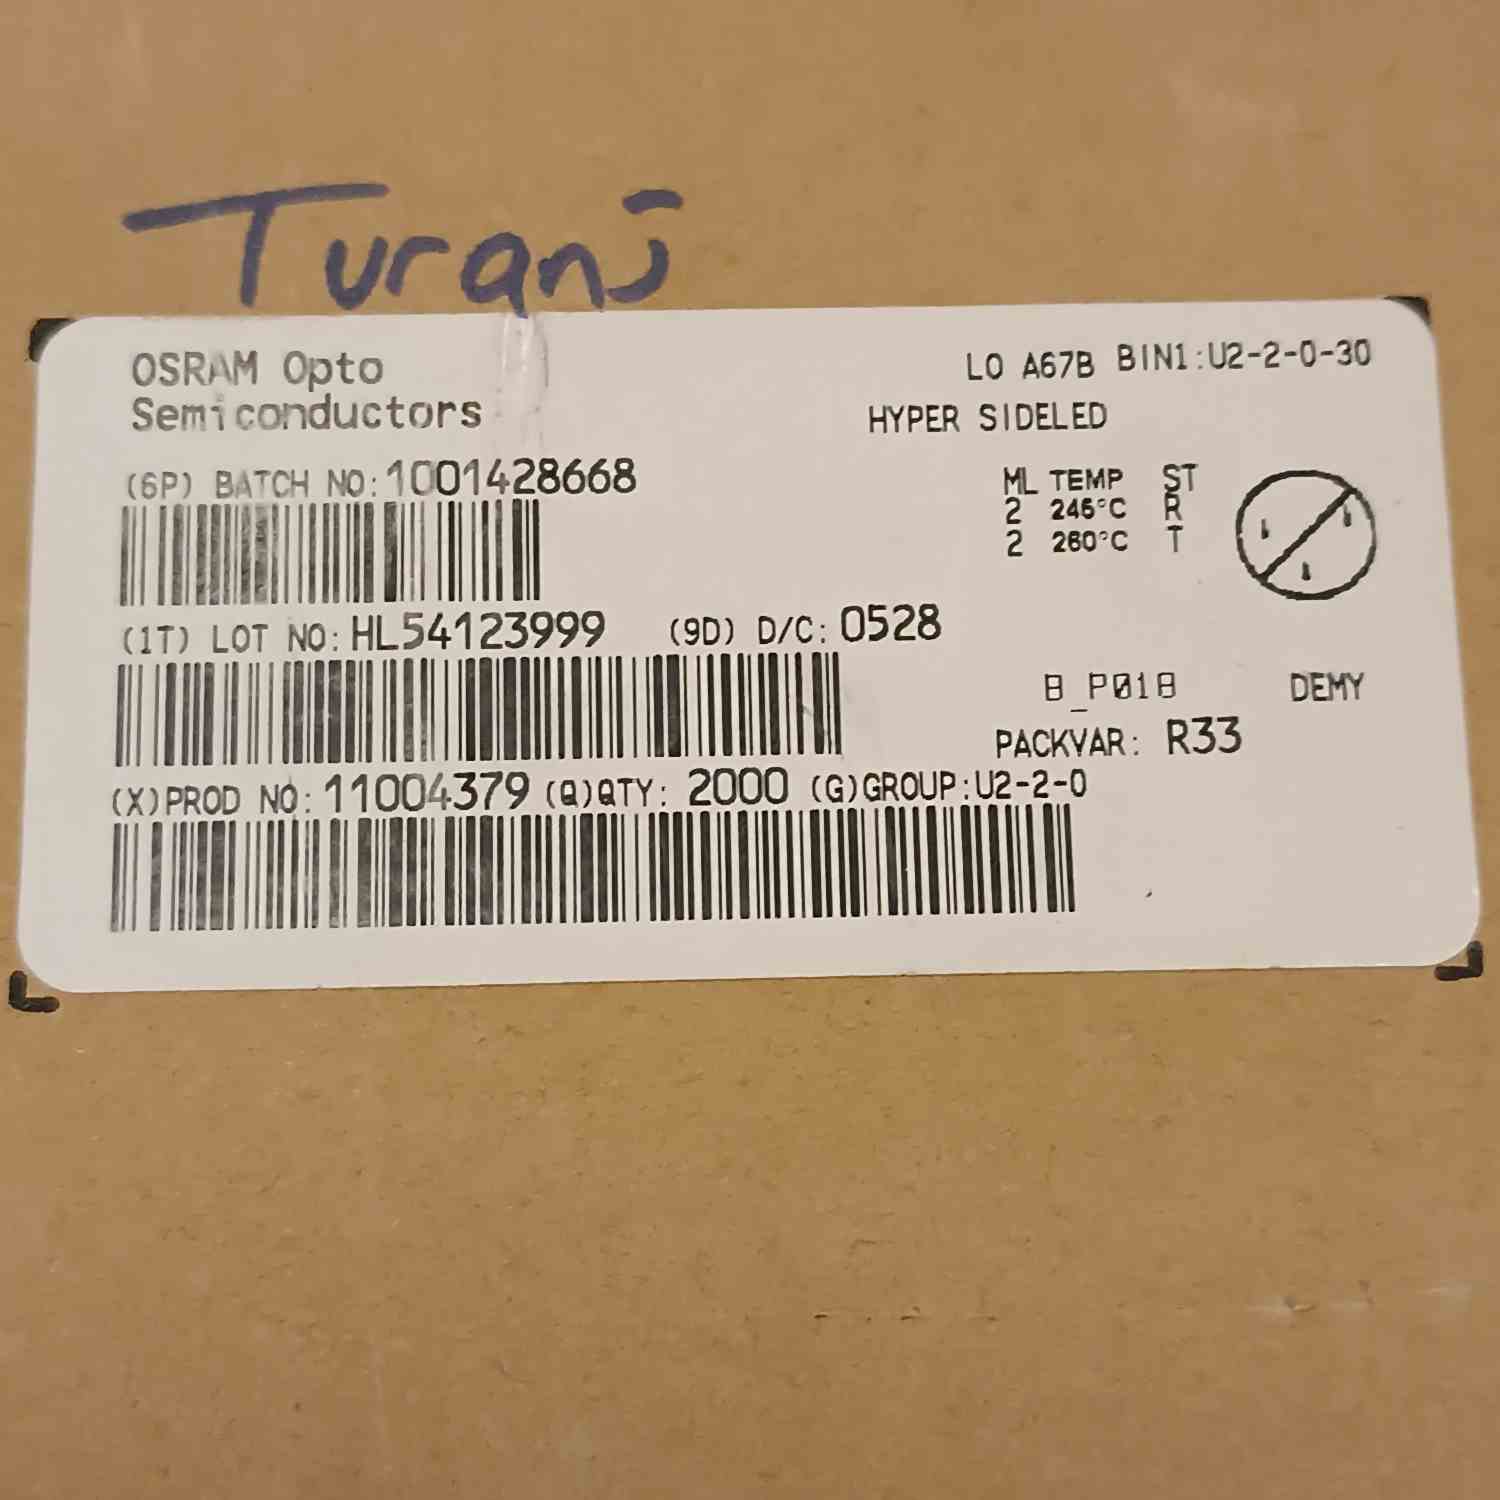 Turanj
OSRAM Opto
Semiconductors
LO A67B BIN1:U2-2-0-30
HYPER SIDELED
(6P) BATCH NO:1001428668
ML TEMP ST
2 245°C R
2 260°C T
(1T) LOT NO:HL54123999 (9D) D/C: 0528
B_P018 DEMY
PACKVAR: R33
(X)PROD NO:11004379 (Q)QTY: 2000 (G)GROUP:U2-2-0